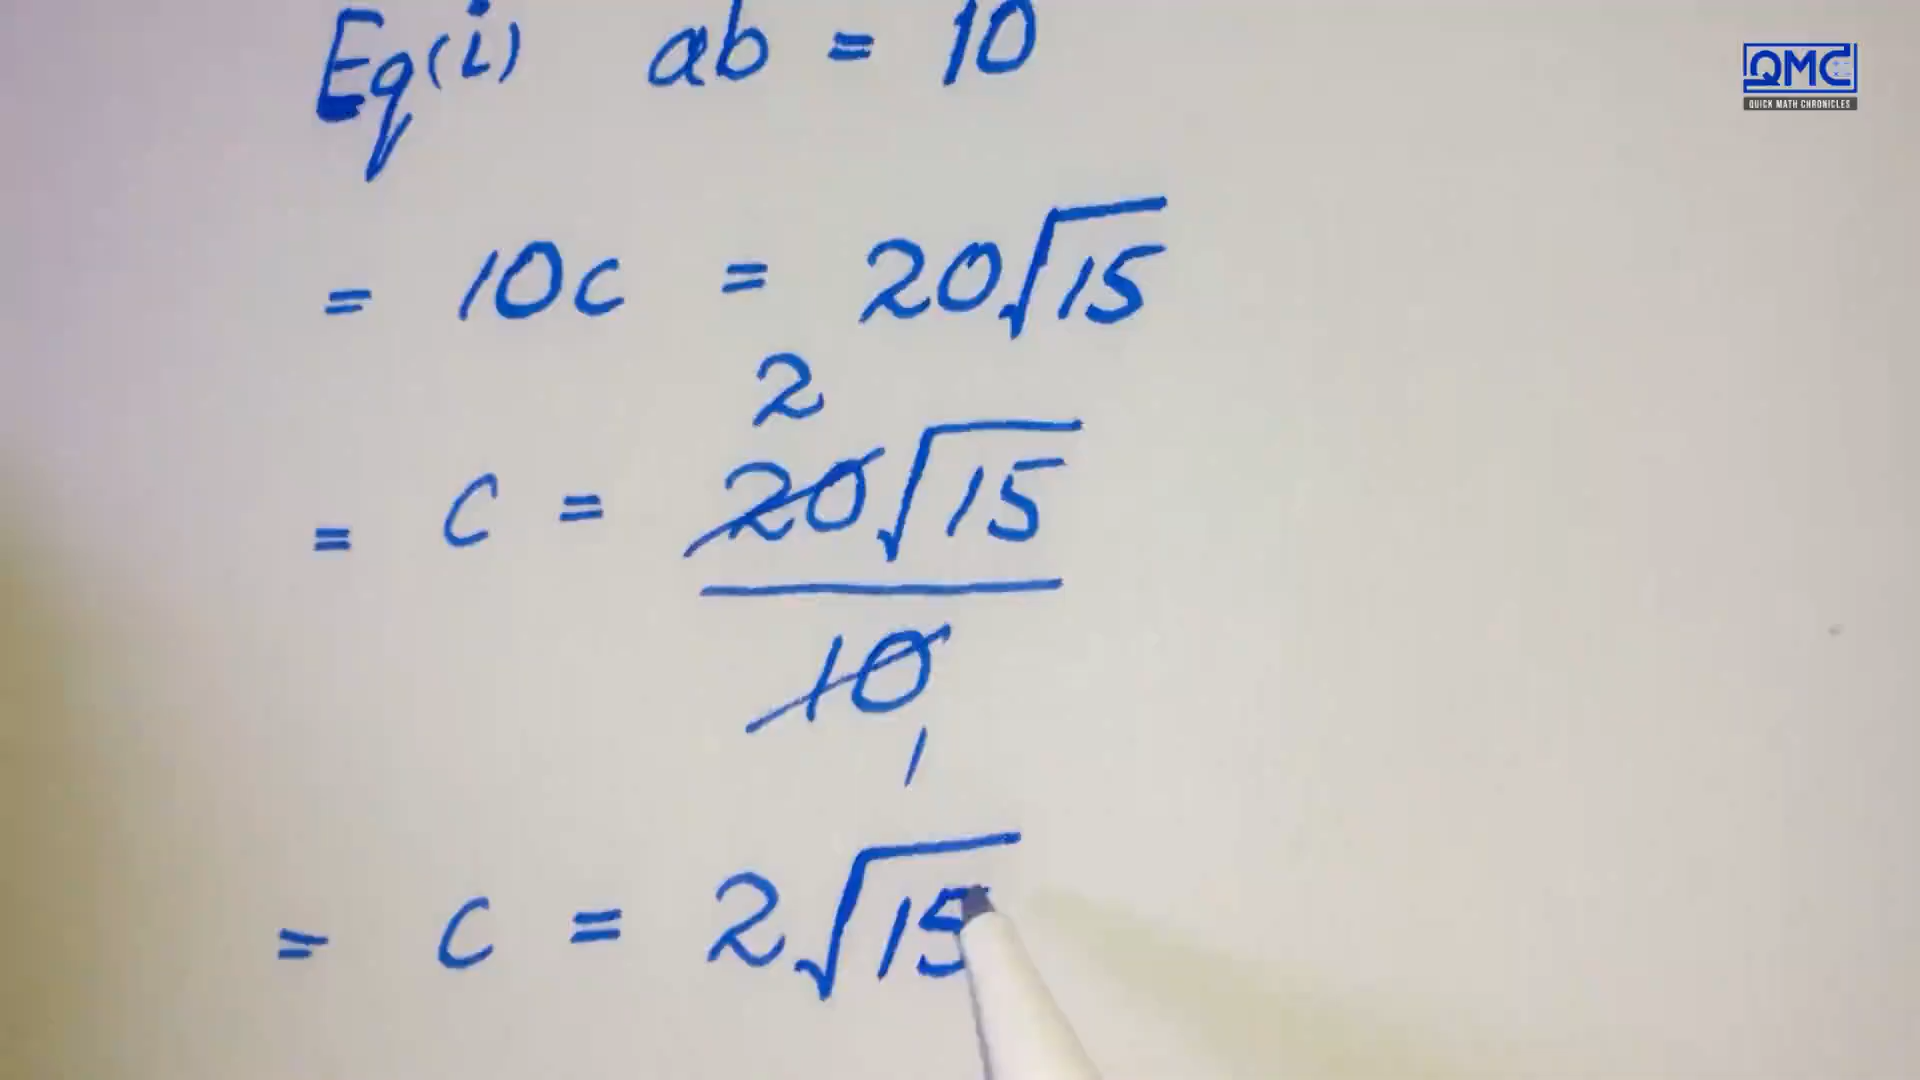 Eq(i) ab = 10
QMC
QUICK MATH CHRONICLES
= 10c = 20√15
2
= c = 20√15
10
1
= c = 2√15